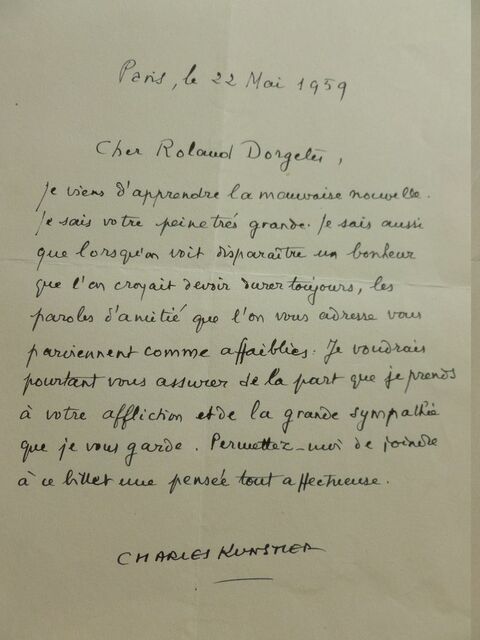 Paris, le 22 Mai 1959
Cher Roland Dorgelès,
Je viens d'apprendre la mauvaise nouvelle.
Je sais votre peine très grande. Je sais aussi
que lorsqu'on voit disparaître un bonheur
que l'on croyait devoir durer toujours, les
paroles d'amitié que l'on vous adresse vous
parviennent comme affaiblies. Je voudrais
pourtant vous assurer de la part que je prends
à votre affliction et de la grande sympathie
que je vous garde. Permettez-moi de joindre
à ce billet une pensée tout affectueuse.
CHARLES KUNSTLER